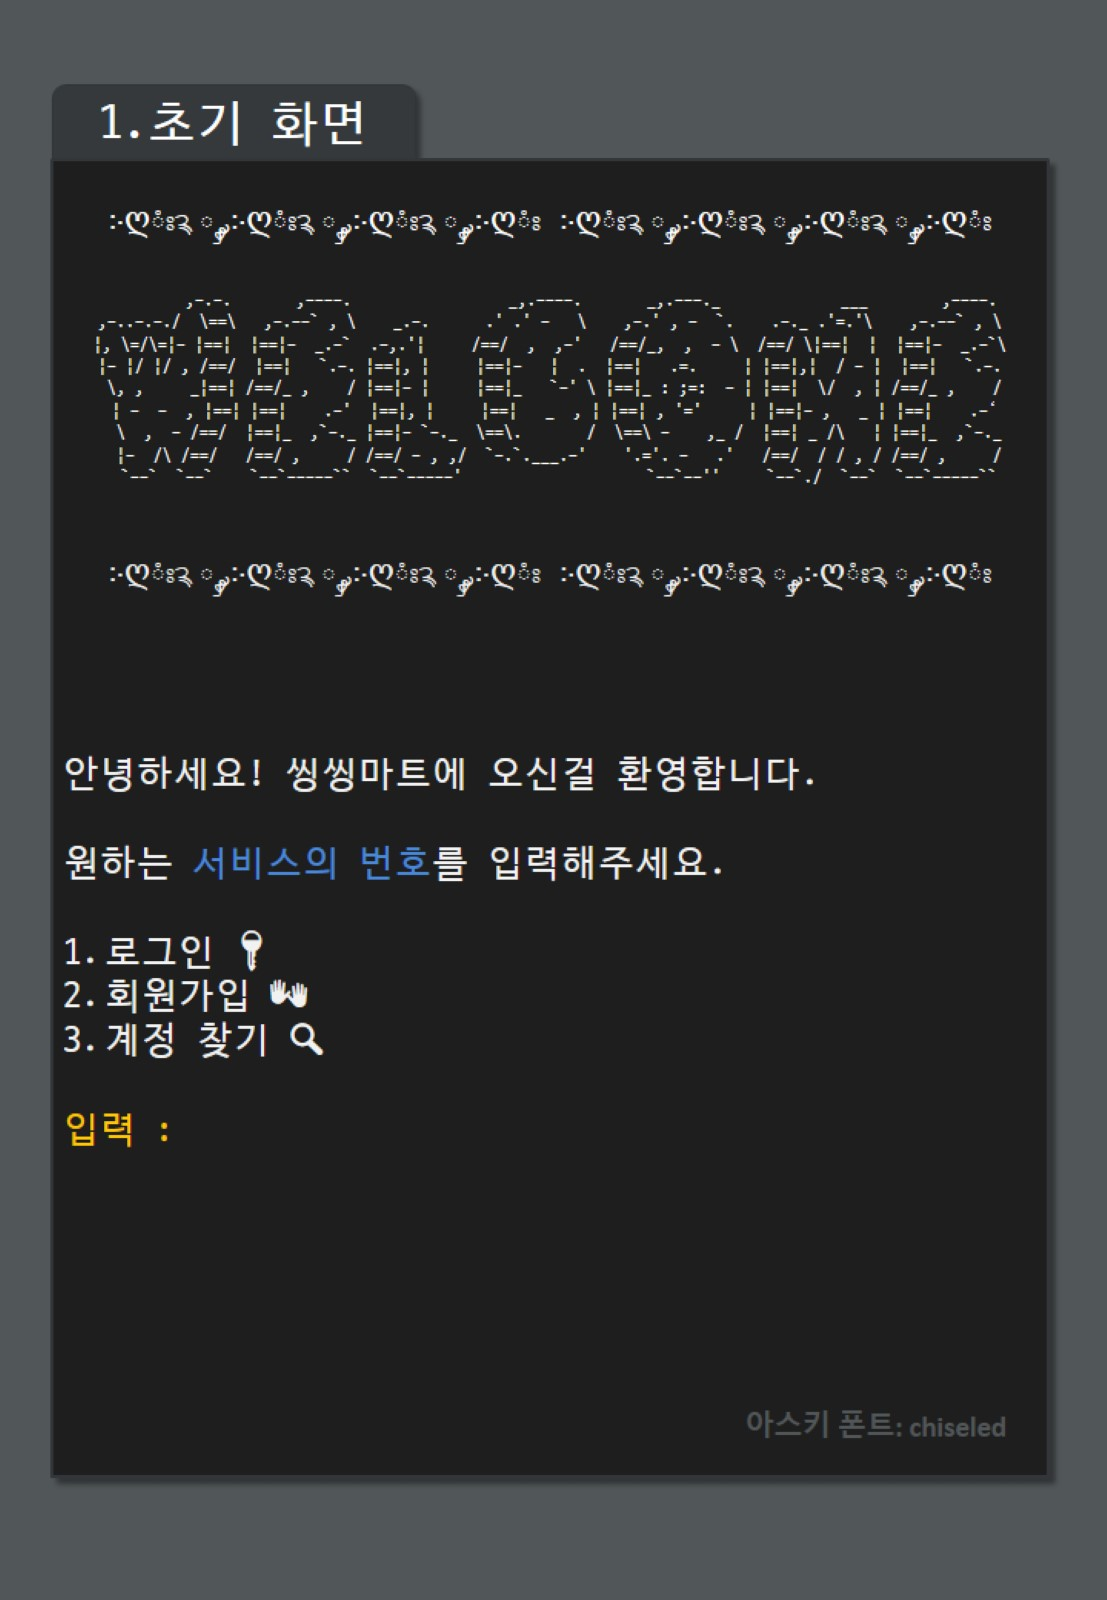 1.초기 화면
WELCOME
안녕하세요! 씽씽마트에 오신걸 환영합니다.
원하는 서비스의 번호를 입력해주세요.
1. 로그인
2. 회원가입
3. 계정 찾기
입력 :
아스키 폰트: chiseled